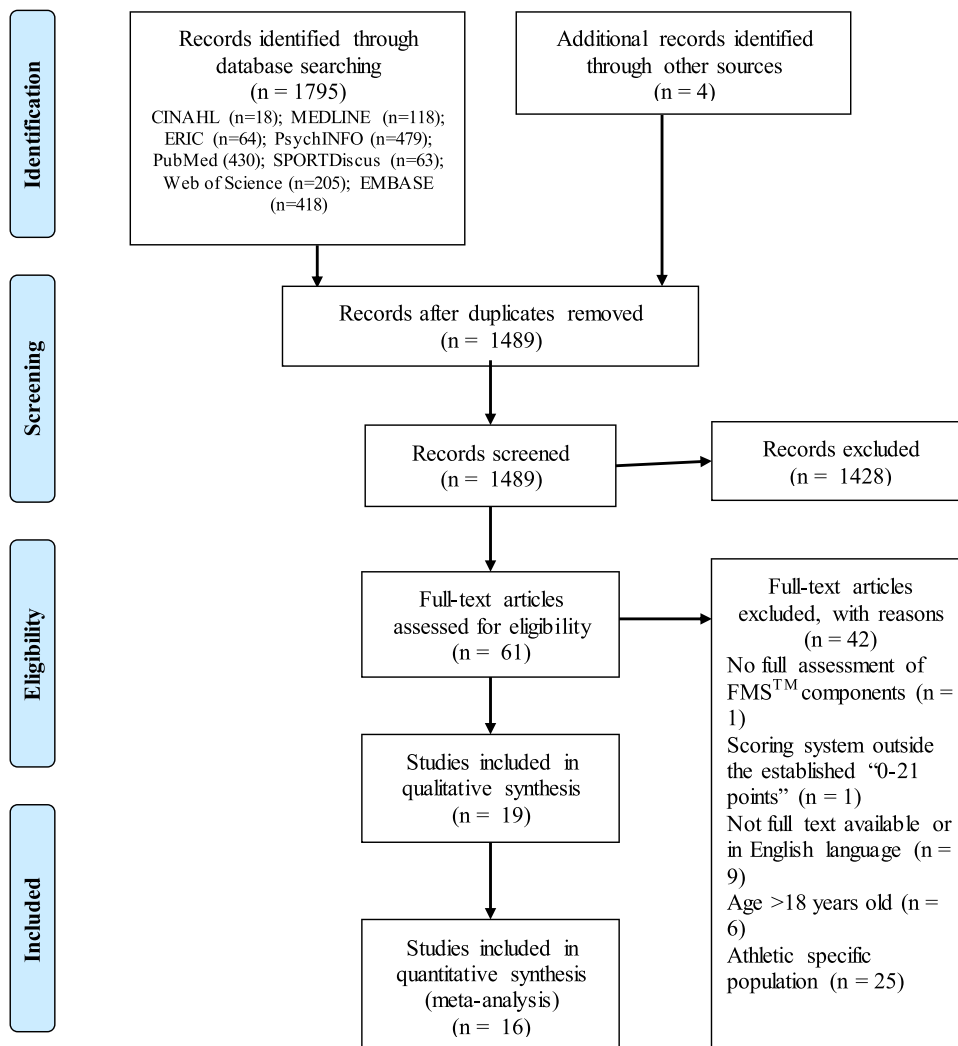 Identification
Records identified through
database searching
(n = 1795)
CINAHL (n=18); MEDLINE (n=118);
ERIC (n=64); PsychINFO (n=479);
PubMed (430); SPORTDiscus (n=63);
Web of Science (n=205); EMBASE
(n=418)
Additional records identified
through other sources
(n = 4)
Screening
Records after duplicates removed
(n = 1489)
Records screened
(n = 1489)
Records excluded
(n = 1428)
Eligibility
Full-text articles
assessed for eligibility
(n = 61)
Full-text articles
excluded, with reasons
(n = 42)
No full assessment of
FMS™ components (n =
1)
Scoring system outside
the established “0-21
points” (n = 1)
Not full text available or
in English language (n =
9)
Age >18 years old (n =
6)
Athletic specific
population (n = 25)
Studies included in
qualitative synthesis
(n = 19)
Included
Studies included in
quantitative synthesis
(meta-analysis)
(n = 16)